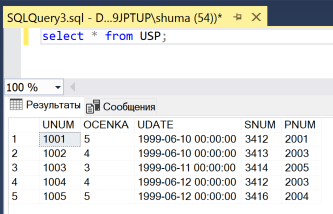 SQLQuery3.sql - D...9JPTUP\shuma (54))*
select * from USP;
100 %
Результаты Сообщения
UNUM OCENKA UDATE SNUM PNUM
1 1001 5 1999-06-10 00:00:00 3412 2001
2 1002 4 1999-06-10 00:00:00 3413 2003
3 1003 3 1999-06-11 00:00:00 3414 2005
4 1004 4 1999-06-12 00:00:00 3412 2003
5 1005 5 1999-06-12 00:00:00 3416 2004